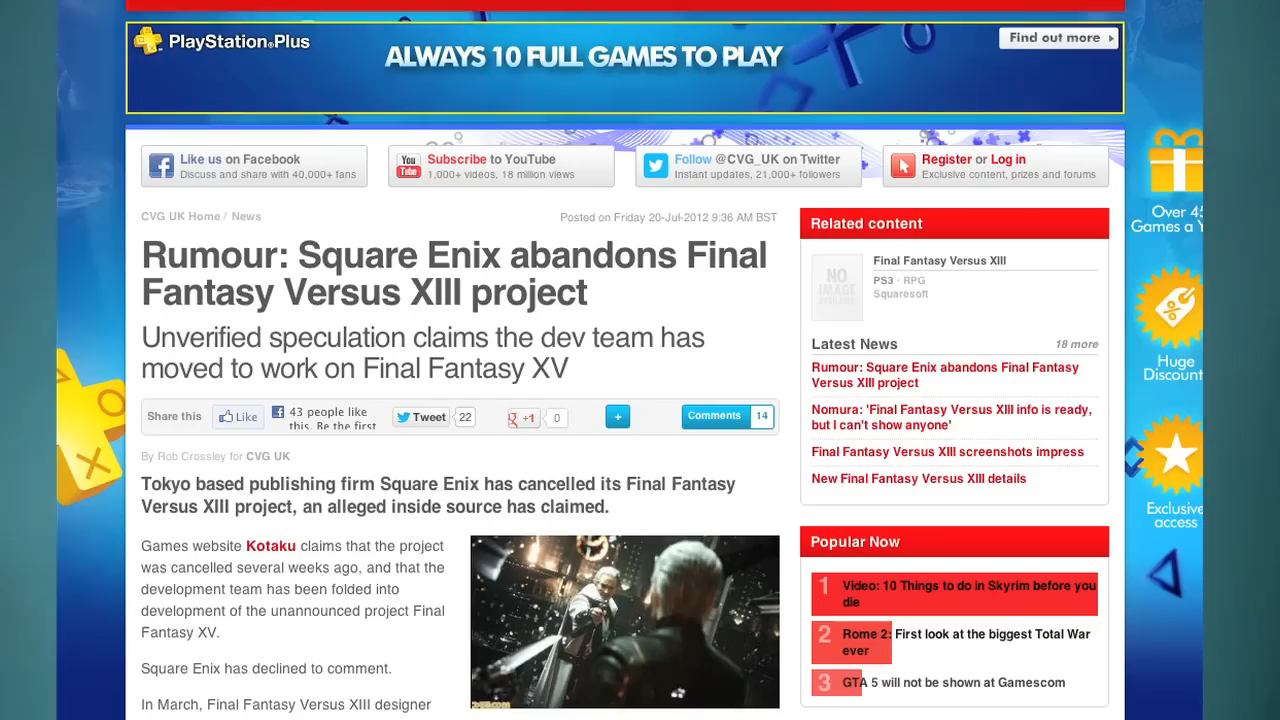 PlayStation®Plus
ALWAYS 10 FULL GAMES TO PLAY
Find out more
Like us on Facebook
Discuss and share with 40,000+ fans
You Tube
Subscribe to YouTube
1,000+ videos, 18 million views
Follow @CVG_UK on Twitter
Instant updates, 21,000+ followers
Register or Log in
Exclusive content, prizes and forums
CVG UK Home / News
Posted on Friday 20-Jul-2012 9:36 AM BST
Rumour: Square Enix abandons Final
Fantasy Versus XIII project
Unverified speculation claims the dev team has
moved to work on Final Fantasy XV
Share this
Like
43 people like
this. Be the first
Tweet
22
+1
0
+
Comments
14
By Rob Crossley for CVG UK
Tokyo based publishing firm Square Enix has cancelled its Final Fantasy
Versus XIII project, an alleged inside source has claimed.
Games website Kotaku claims that the project
was cancelled several weeks ago, and that the
development team has been folded into
development of the unannounced project Final
Fantasy XV.
Square Enix has declined to comment.
In March, Final Fantasy Versus XIII designer
Related content
NO
IMAGE
AVAILABLE
Final Fantasy Versus XIII
PS3 · RPG
Squaresoft
Latest News
18 more
Rumour: Square Enix abandons Final Fantasy
Versus XIII project
Nomura: 'Final Fantasy Versus XIII info is ready,
but I can't show anyone'
Final Fantasy Versus XIII screenshots impress
New Final Fantasy Versus XIII details
Popular Now
1
Video: 10 Things to do in Skyrim before you
die
2
Rome 2: First look at the biggest Total War
ever
3
GTA 5 will not be shown at Gamescom
Over 45
Games a Y
Huge
Discount
Exclusive
access